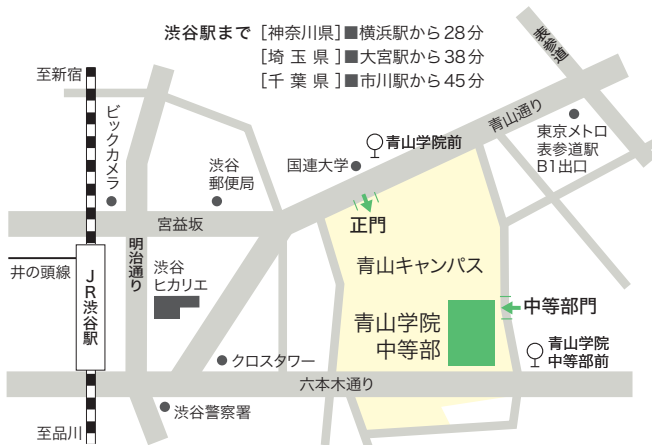 渋谷駅まで [神奈川県]■横浜駅から28分
[埼玉県]■大宮駅から38分
[千葉県]■市川駅から45分
表参道
至新宿
ビックカメラ
青山通り
青山学院前
東京メトロ
表参道駅
B1出口
国連大学
渋谷
郵便局
正門
宮益坂
明治通り
井の頭線
JR渋谷駅
渋谷
ヒカリエ
青山キャンパス
中等部門
青山学院
中等部
青山学院
中等部前
クロスタワー
六本木通り
渋谷警察署
至品川